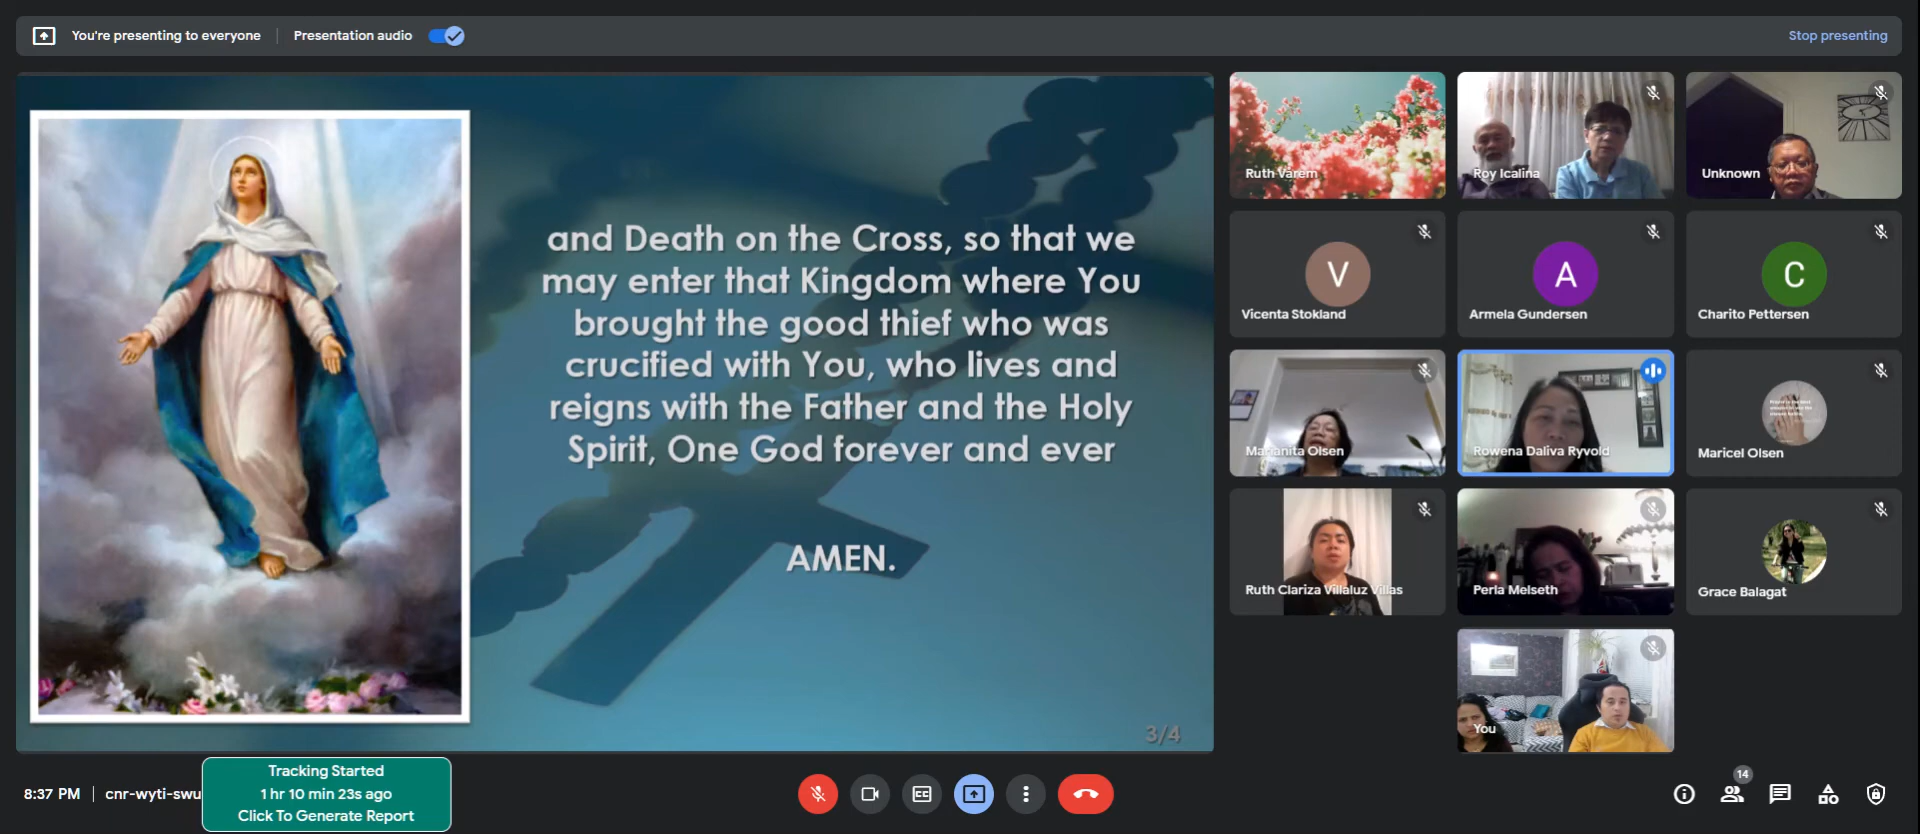 You're presenting to everyone
Presentation audio
Stop presenting
and Death on the Cross, so that we
may enter that Kingdom where You
brought the good thief who was
crucified with You, who lives and
reigns with the Father and the Holy
Spirit, One God forever and ever
AMEN.
3/4
Ruth Varem
Roy Icalina
Unknown
V
Vicenta Stokland
A
Armela Gundersen
C
Charito Pettersen
Marianita Olsen
Rowena Daliva Ryvold
Maricel Olsen
Ruth Clariza Villaluz Villas
Perla Melseth
Grace Balagat
You
8:37 PM
cnr-wyti-swu
Tracking Started
1 hr 10 min 23s ago
Click To Generate Report
CC
14